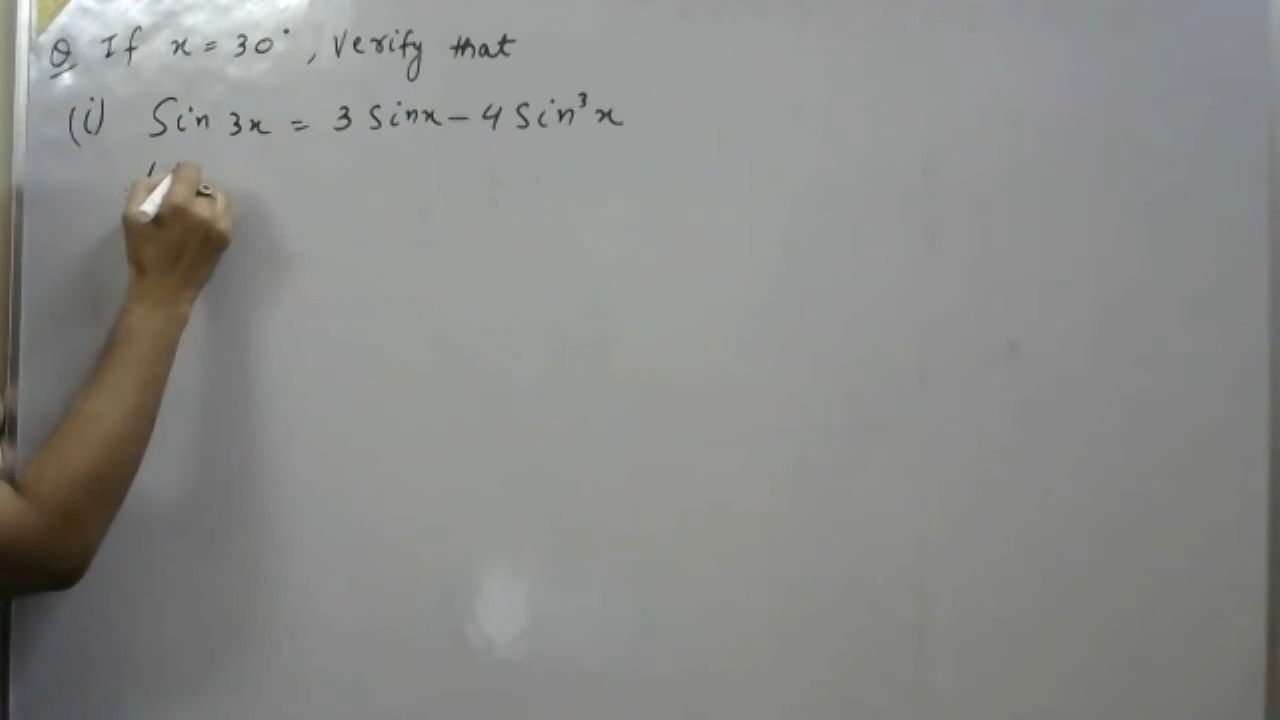 Q If x = 30°, Verify that
(i) Sin 3x = 3 Sinx - 4 Sin³x